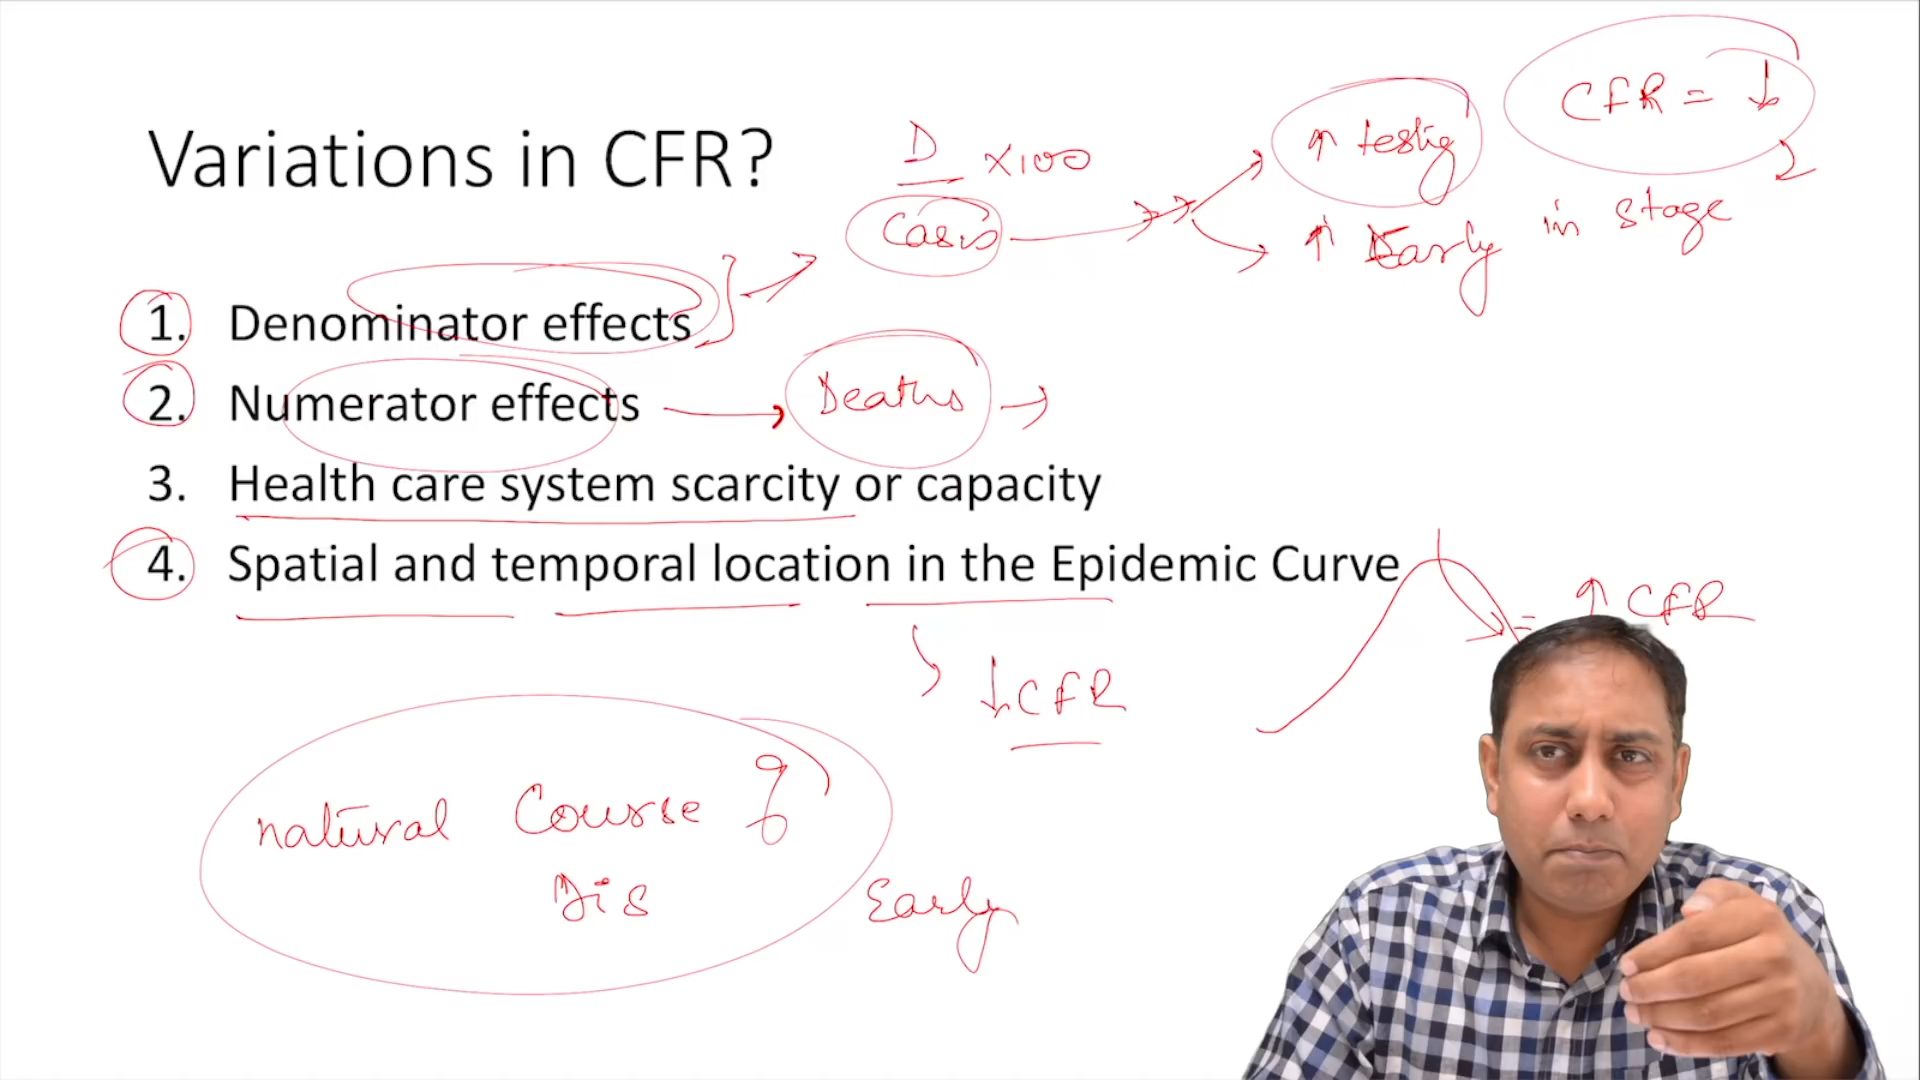 Variations in CFR?
D
Cases
×100
↑ testig
CFR = ↓
↑ Early in stage
1. Denominator effects
2. Numerator effects → Deaths →
3. Health care system scarcity or capacity
4. Spatial and temporal location in the Epidemic Curve
= ↑ CFR
↓ CFR
natural Course of
Dis
Early